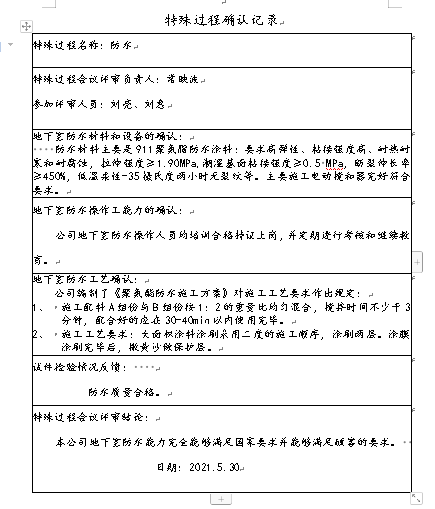 特殊过程确认记录
特殊过程名称：防水
特殊过程会议评审负责人：常映波
参加评审人员：刘亮、刘惠
地下室防水材料和设备的确认：
防水材料主要是911聚氨酯防水涂料：要求高弹性、粘结强度高、耐热耐
寒和耐腐蚀，拉伸强度≥1.90MPa,潮湿基面粘结强度≥0.5 MPa，断裂伸长率
≥450%，低温柔性-35摄氏度两小时无裂纹等。主要施工电动搅和器完好符合
要求。
地下室防水操作工能力的确认：
公司地下室防水操作人员均培训合格持证上岗，并定期进行考核和继续教
育。
地下室防水工艺确认：
公司编制了《聚氨酯防水施工方案》对施工工艺要求作出规定：
1、施工配料A组份与B组份按1：2的重量比均匀混合，搅拌时间不少于3
分钟，配合好的应在30-40min以内使用完毕。
2、施工工艺要求：大面积涂料涂刷采用二度的施工顺序，涂刷两层。涂膜
涂刷完毕后，撒黄沙做保护层。
试件检验情况反馈：
防水质量合格。
特殊过程会议评审结论：
本公司地下室防水能力完全能够满足国家要求并能够满足顾客的要求。
日期：2021.5.30